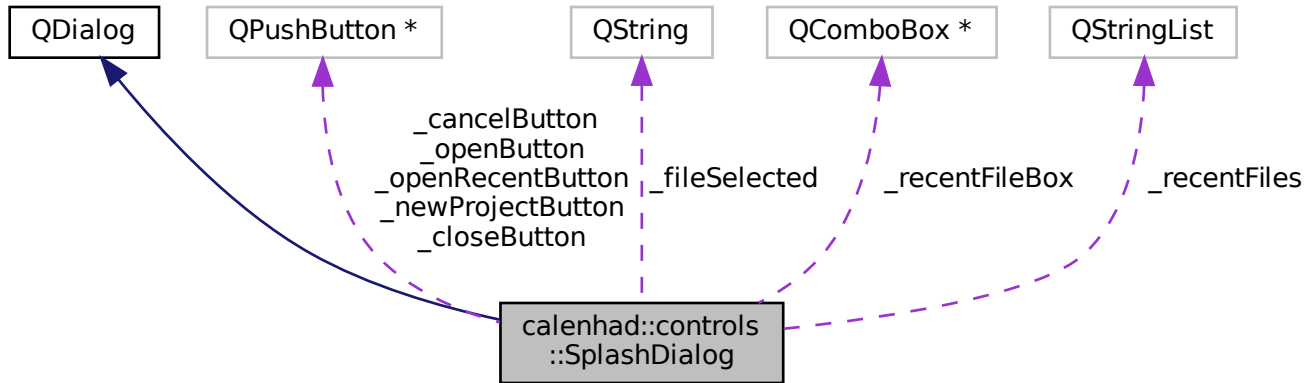 QDialog
QPushButton *
QString
QComboBox *
QStringList
_cancelButton
_openButton
_openRecentButton
_newProjectButton
_closeButton
_fileSelected
_recentFileBox
_recentFiles
calenhad::controls
::SplashDialog